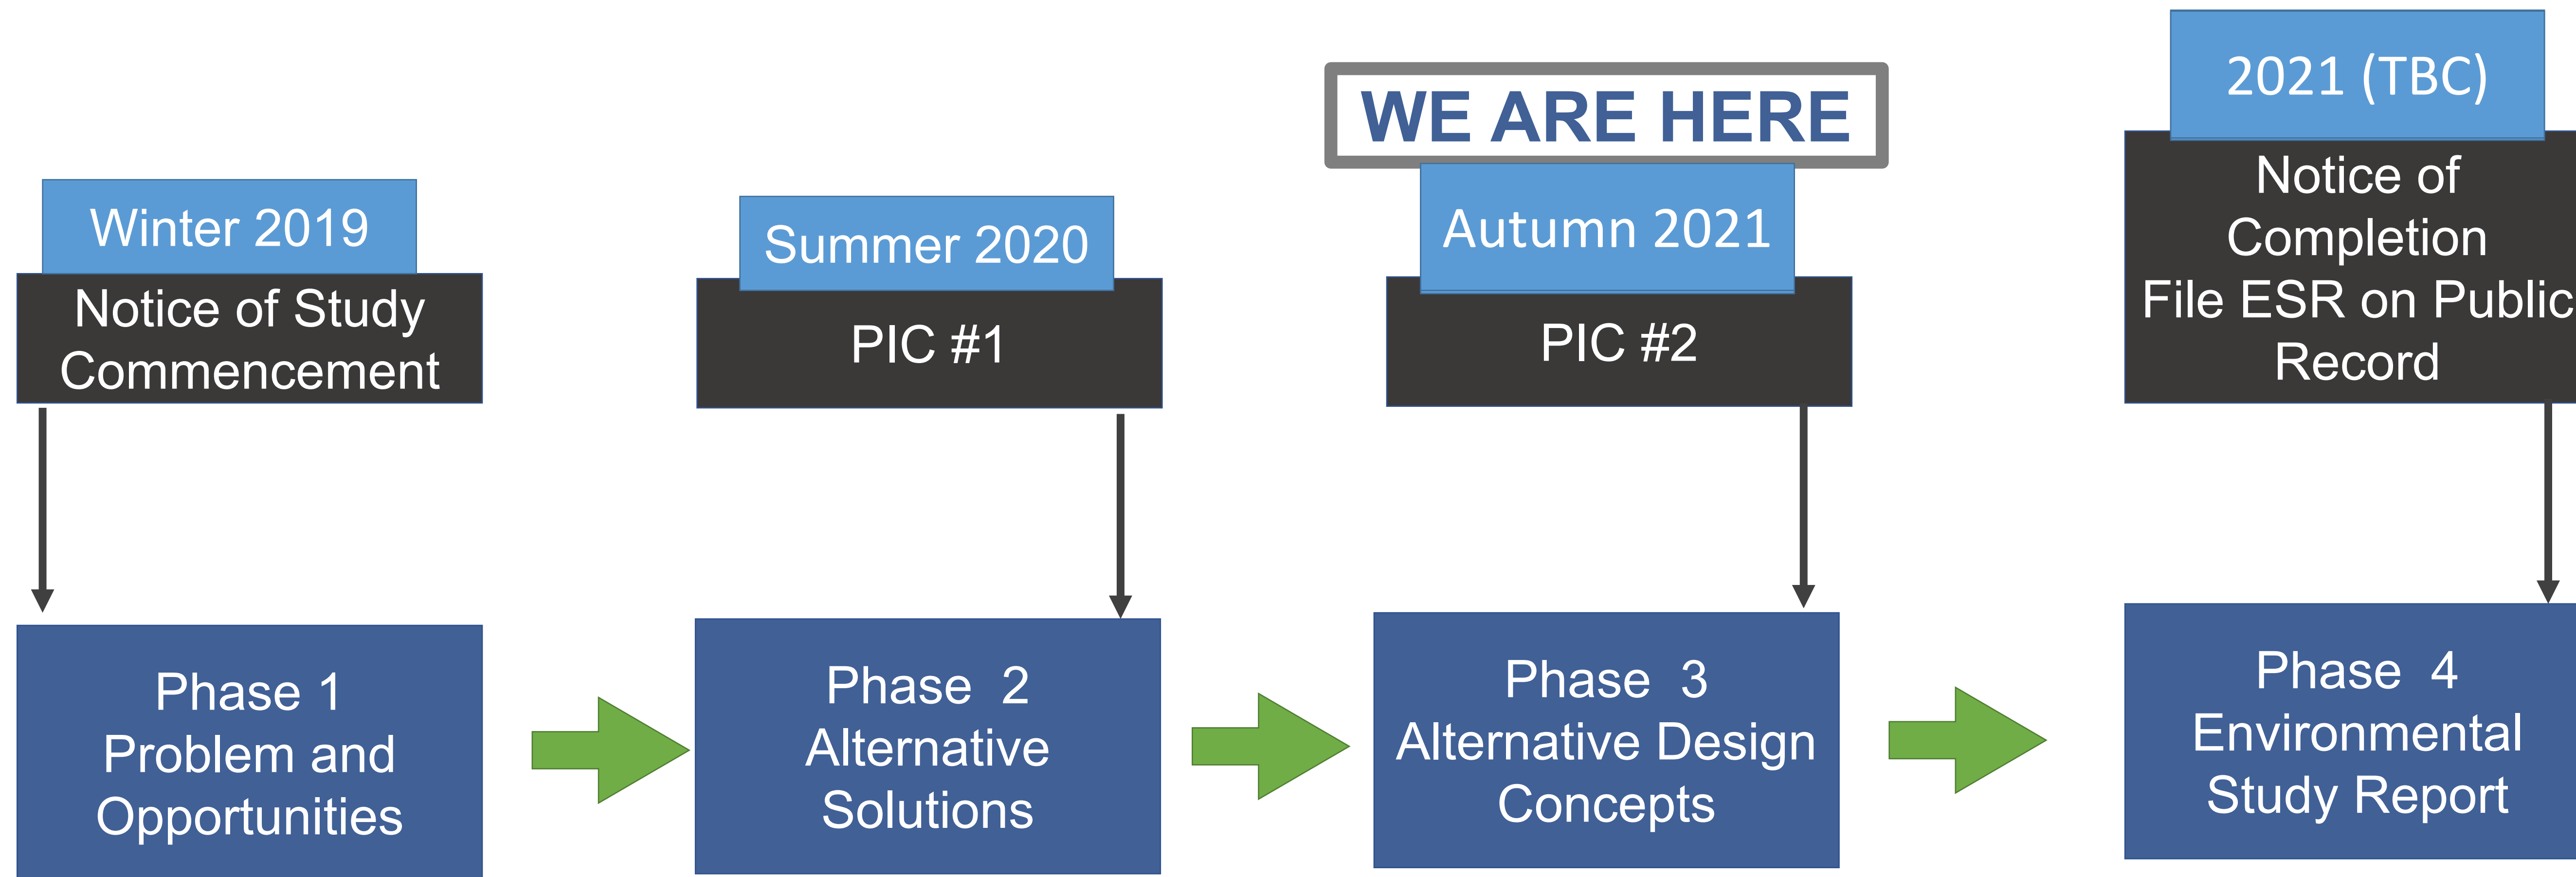 Winter 2019
Notice of Study
Commencement
Phase 1
Problem and
Opportunities
Summer 2020
PIC #1
Phase 2
Alternative
Solutions
WE ARE HERE
Autumn 2021
PIC #2
Phase 3
Alternative Design
Concepts
2021 (TBC)
Notice of
Completion
File ESR on Public
Record
Phase 4
Environmental
Study Report